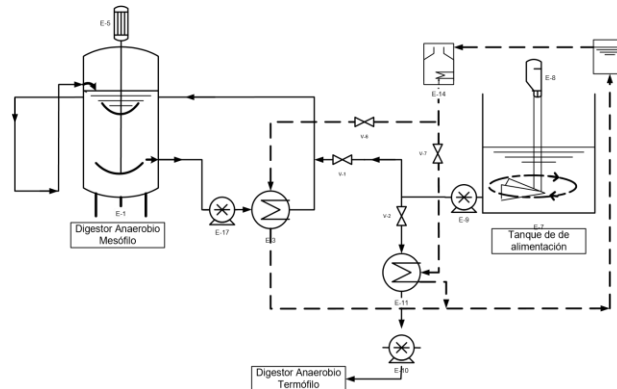 E-5
E-8
E-14
V-6
V-7
V-1
V-2
E-1
E-17
E-3
E-9
E-7
E-11
E-10
Digestor Anaerobio
Mesófilo
Tanque de de
alimentación
Digestor Anaerobio
Termófilo